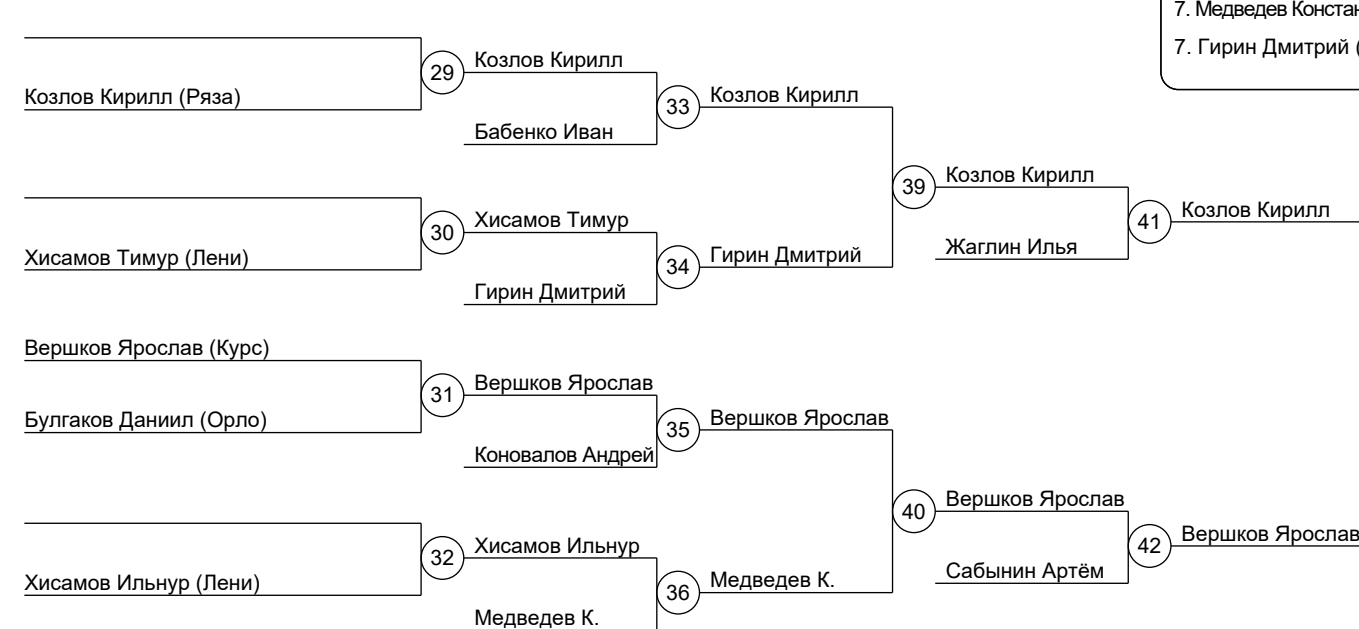 7. Медведев Констан
7. Гирин Дмитрий (
Козлов Кирилл (Ряза)
29
Козлов Кирилл
Бабенко Иван
33
Козлов Кирилл
Хисамов Тимур (Лени)
30
Хисамов Тимур
Гирин Дмитрий
34
Гирин Дмитрий
39
Козлов Кирилл
Жаглин Илья
41
Козлов Кирилл
Вершков Ярослав (Курс)
Булгаков Даниил (Орло)
31
Вершков Ярослав
Коновалов Андрей
35
Вершков Ярослав
Хисамов Ильнур (Лени)
32
Хисамов Ильнур
Медведев К.
36
Медведев К.
40
Вершков Ярослав
Сабынин Артём
42
Вершков Ярослав